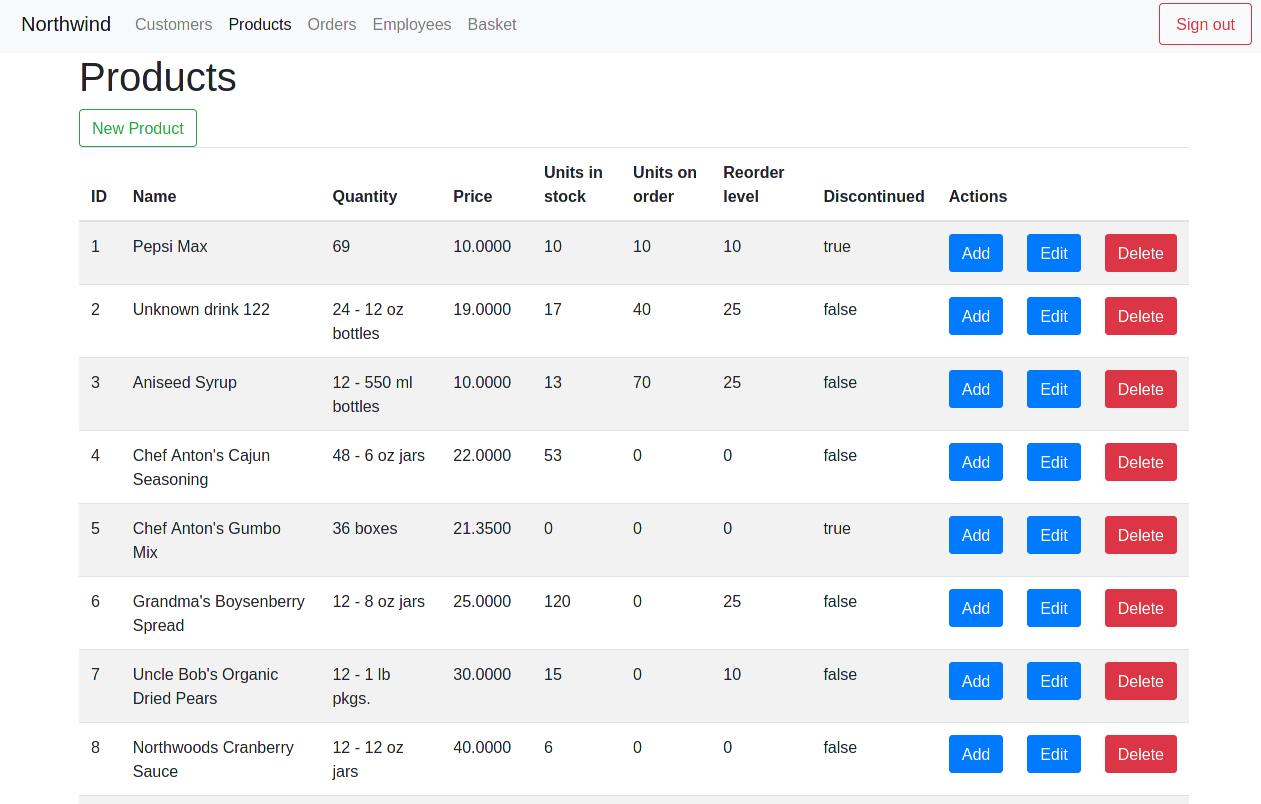 Northwind Customers Products Orders Employees Basket Sign out
Products
New Product
ID Name Quantity Price Units in stock Units on order Reorder level Discontinued Actions
1 Pepsi Max 69 10.0000 10 10 10 true Add Edit Delete
2 Unknown drink 122 24 - 12 oz bottles 19.0000 17 40 25 false Add Edit Delete
3 Aniseed Syrup 12 - 550 ml bottles 10.0000 13 70 25 false Add Edit Delete
4 Chef Anton's Cajun Seasoning 48 - 6 oz jars 22.0000 53 0 0 false Add Edit Delete
5 Chef Anton's Gumbo Mix 36 boxes 21.3500 0 0 0 true Add Edit Delete
6 Grandma's Boysenberry Spread 12 - 8 oz jars 25.0000 120 0 25 false Add Edit Delete
7 Uncle Bob's Organic Dried Pears 12 - 1 lb pkgs. 30.0000 15 0 10 false Add Edit Delete
8 Northwoods Cranberry Sauce 12 - 12 oz jars 40.0000 6 0 0 false Add Edit Delete